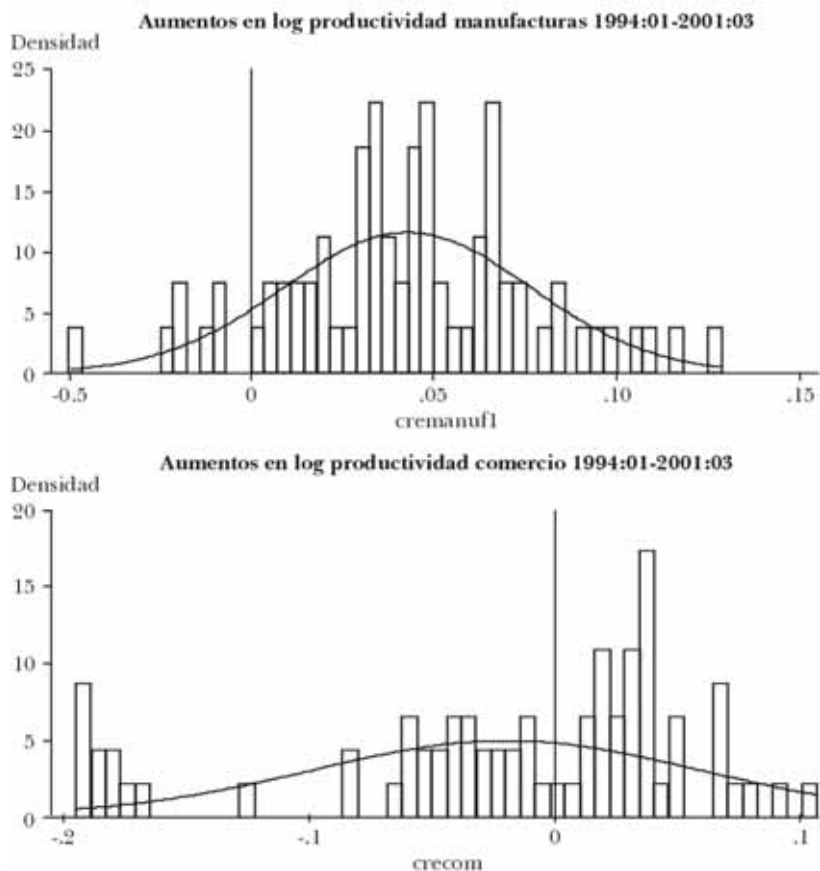 Aumentos en log productividad manufacturas 1994:01-2001:03
Densidad
25
20
15
10
5
0
-0.5 0 .05 .10 .15
cremanuf1
Aumentos en log productividad comercio 1994:01-2001:03
Densidad
20
15
10
5
0
-.2 -.1 0 .1
crecom